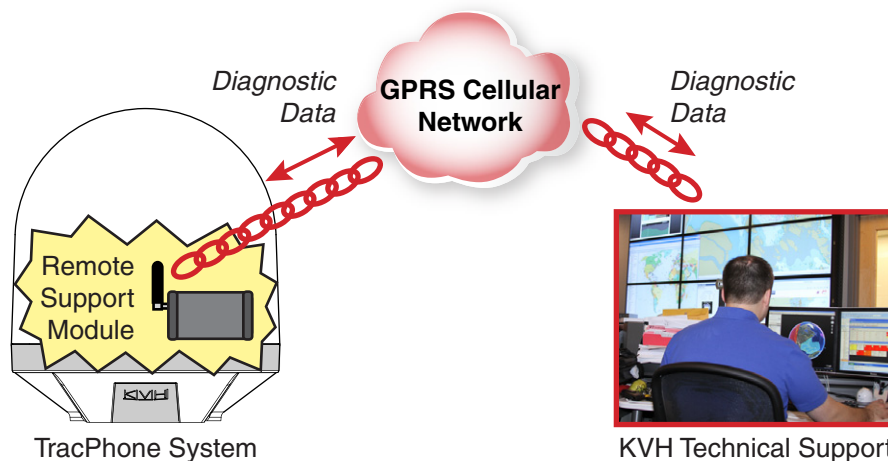 Diagnostic
Data
GPRS Cellular
Network
Diagnostic
Data
Remote
Support
Module
KVH
TracPhone System
KVH Technical Support